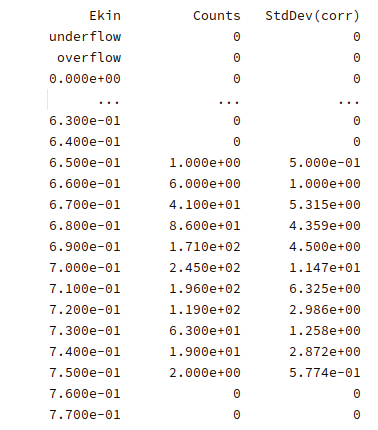 Ekin Counts StdDev(corr)
underflow 0 0
overflow 0 0
0.000e+00 0 0
... ... ...
6.300e-01 0 0
6.400e-01 0 0
6.500e-01 1.000e+00 5.000e-01
6.600e-01 6.000e+00 1.000e+00
6.700e-01 4.100e+01 5.315e+00
6.800e-01 8.600e+01 4.359e+00
6.900e-01 1.710e+02 4.500e+00
7.000e-01 2.450e+02 1.147e+01
7.100e-01 1.960e+02 6.325e+00
7.200e-01 1.190e+02 2.986e+00
7.300e-01 6.300e+01 1.258e+00
7.400e-01 1.900e+01 2.872e+00
7.500e-01 2.000e+00 5.774e-01
7.600e-01 0 0
7.700e-01 0 0